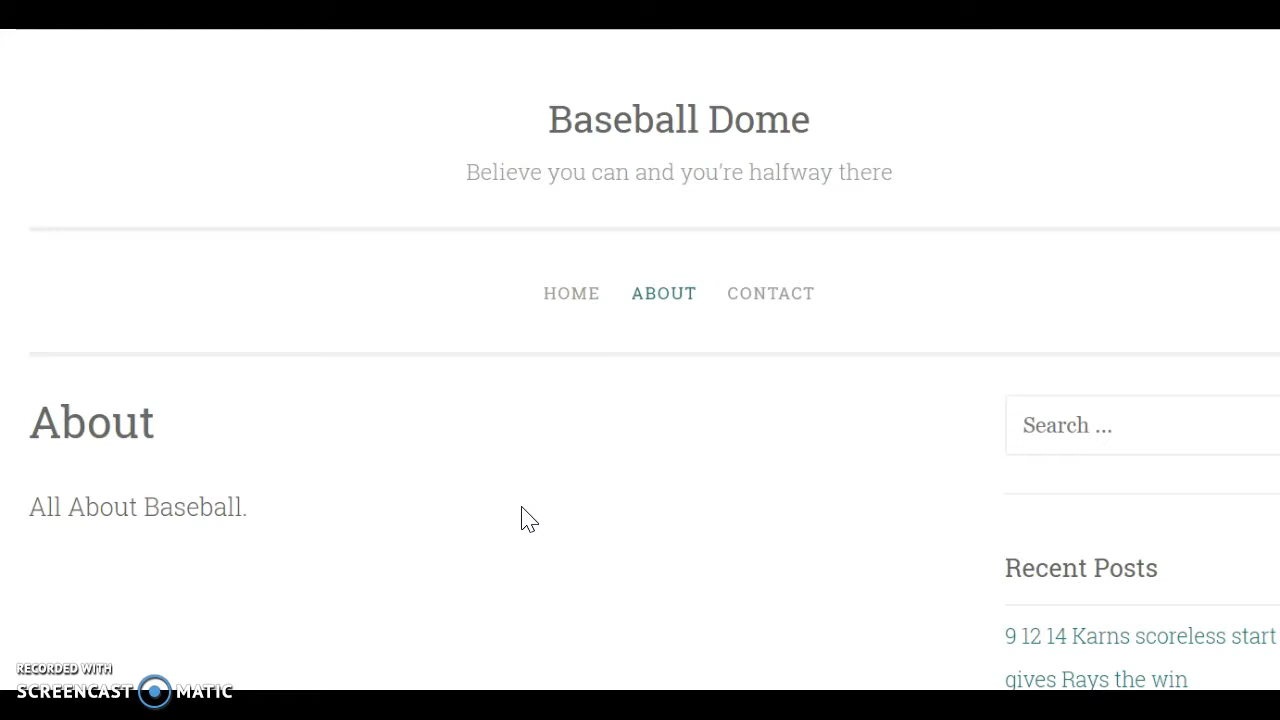 Baseball Dome
Believe you can and you're halfway there
HOME ABOUT CONTACT
About
All About Baseball.
Search ...
Recent Posts
9 12 14 Karns scoreless start
gives Rays the win
RECORDED WITH
SCREENCAST MATIC